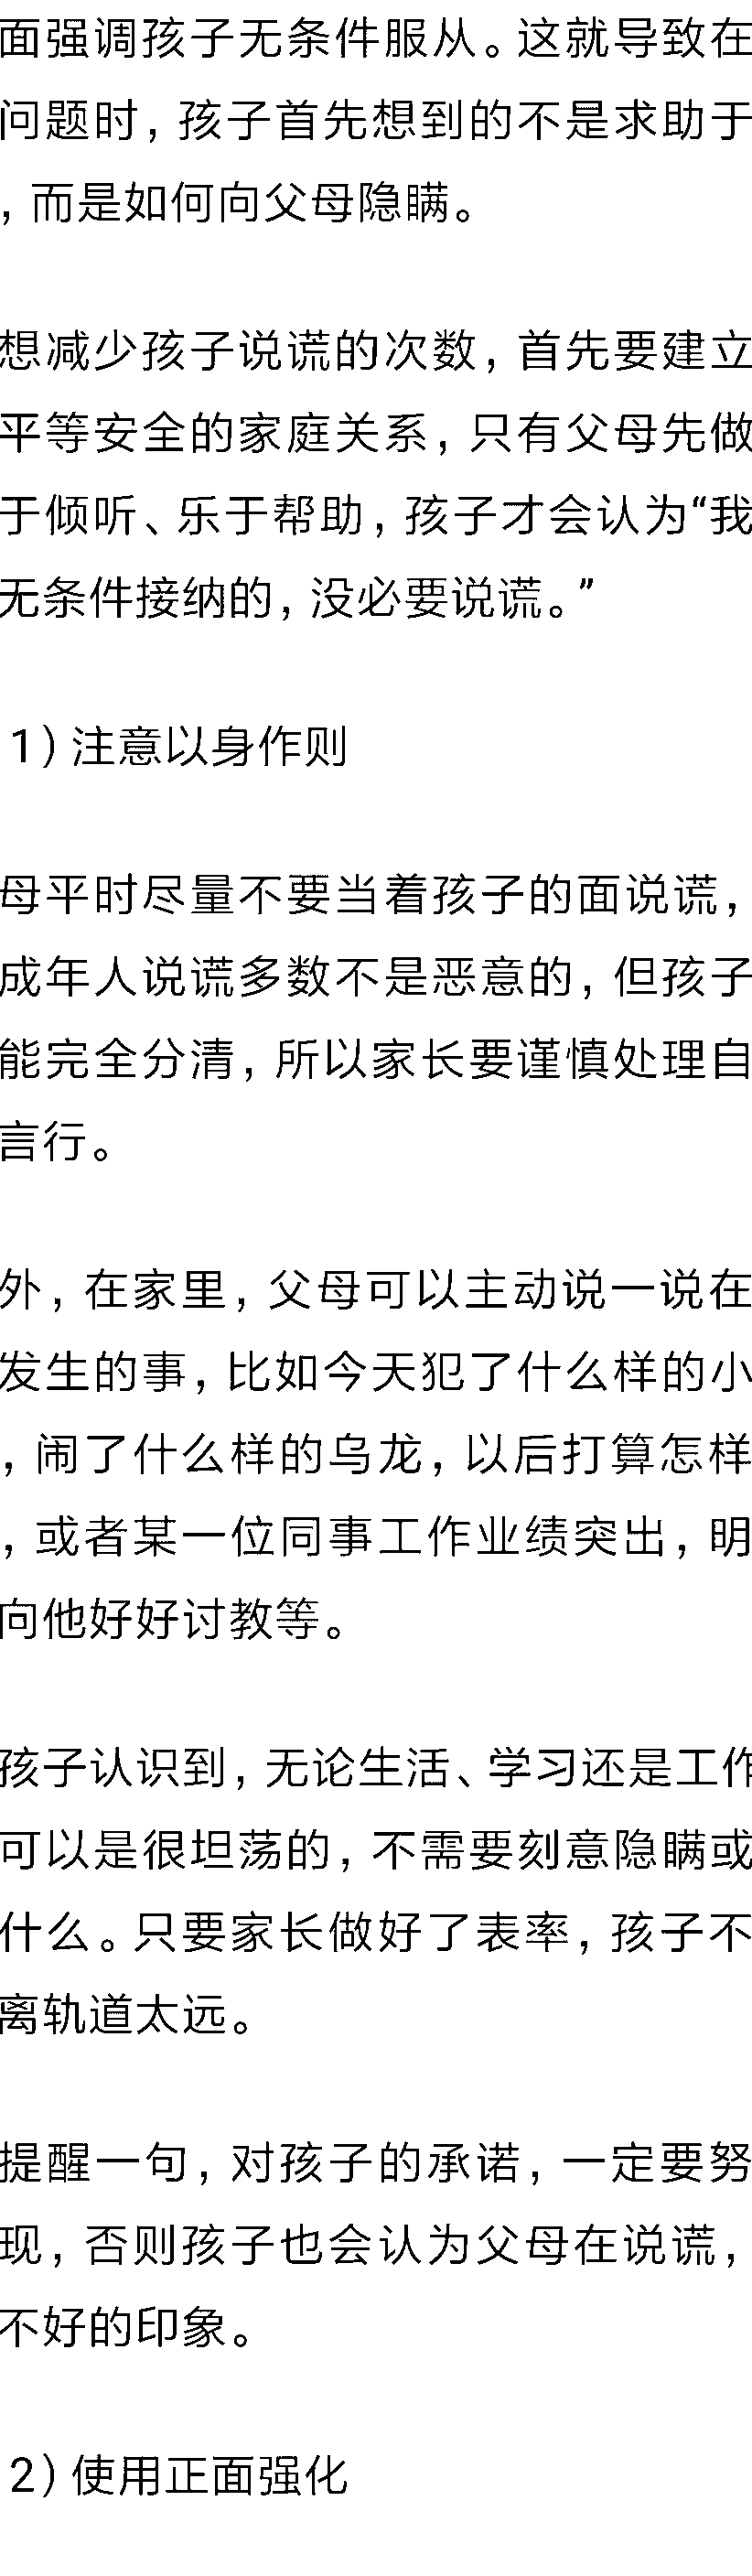 面强调孩子无条件服从。这就导致在
问题时，孩子首先想到的不是求助于
，而是如何向父母隐瞒。
想减少孩子说谎的次数，首先要建立
平等安全的家庭关系，只有父母先做
于倾听、乐于帮助，孩子才会认为“我
无条件接纳的，没必要说谎。”
1）注意以身作则
母平时尽量不要当着孩子的面说谎，
成年人说谎多数不是恶意的，但孩子
能完全分清，所以家长要谨慎处理自
言行。
外，在家里，父母可以主动说一说在
发生的事，比如今天犯了什么样的小
，闹了什么样的乌龙，以后打算怎样
，或者某一位同事工作业绩突出，明
向他好好讨教等。
孩子认识到，无论生活、学习还是工作
可以是很坦荡的，不需要刻意隐瞒或
什么。只要家长做好了表率，孩子不
离轨道太远。
提醒一句，对孩子的承诺，一定要努
现，否则孩子也会认为父母在说谎，
不好的印象。
2）使用正面强化